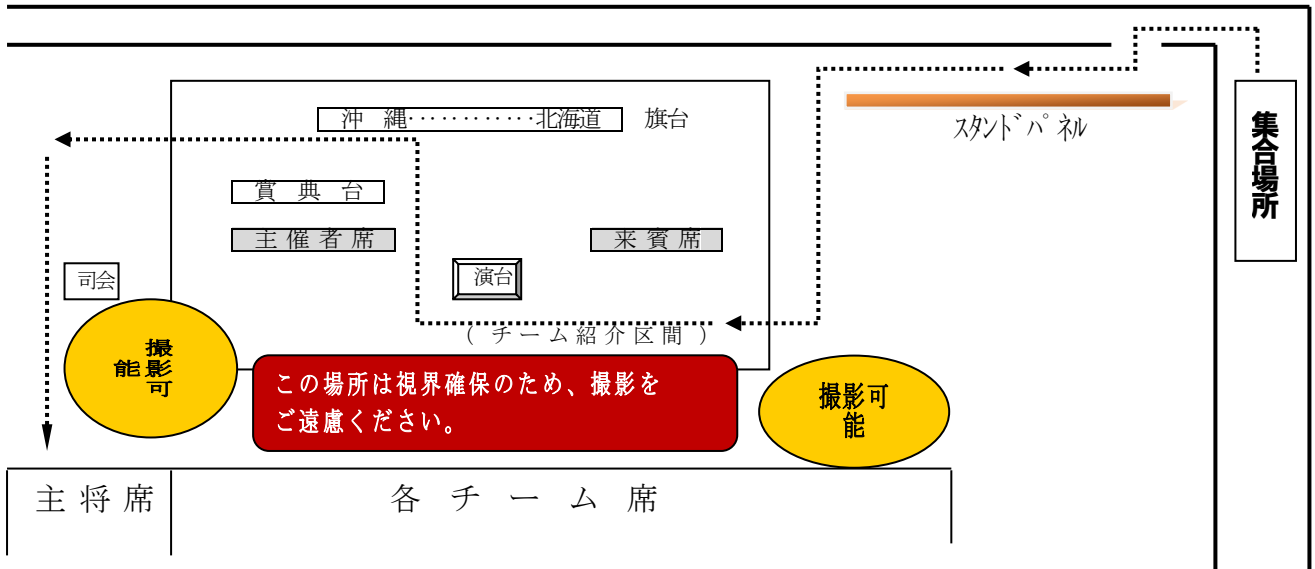 沖　縄············北海道
旗台
スタンドパネル
集合場所
賞　典　台
主 催 者 席
来 賓 席
司会
演台
（ チ ー ム 紹 介 区 間 ）
撮影可
能
この場所は視界確保のため、撮影を
ご遠慮ください。
撮影可
能
主 将 席
各　チ　ー　ム　席